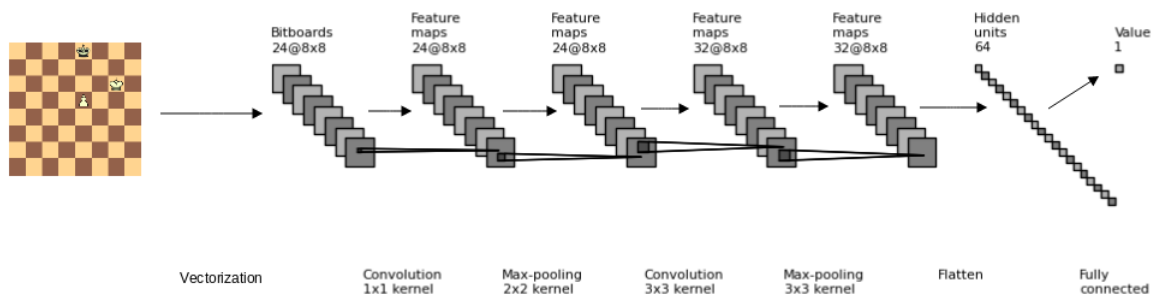 Bitboards
24@8x8
Feature
maps
24@8x8
Feature
maps
24@8x8
Feature
maps
32@8x8
Feature
maps
32@8x8
Hidden
units
64
Value
1
Vectorization
Convolution
1x1 kernel
Max-pooling
2x2 kernel
Convolution
3x3 kernel
Max-pooling
3x3 kernel
Flatten
Fully
connected